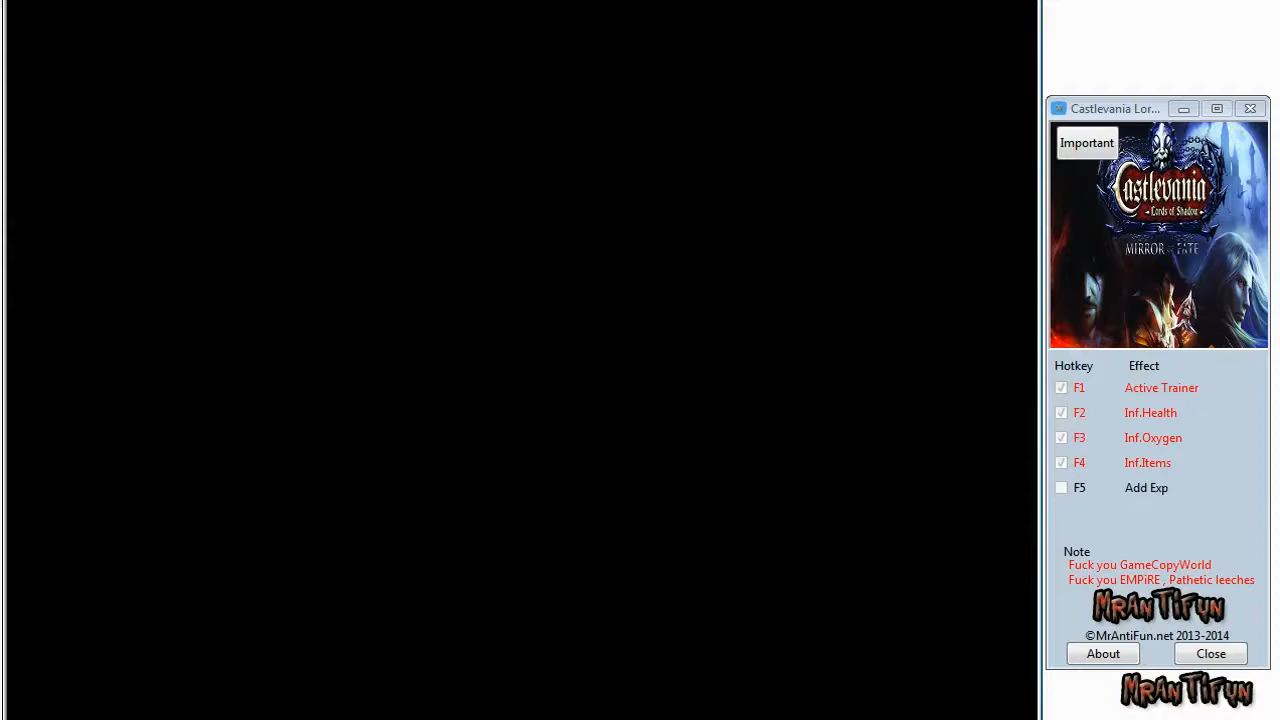 Castlevania Lor...
Important
Castlevania
Lords of Shadow
MIRROR OF FATE
Hotkey Effect
F1 Active Trainer
F2 Inf.Health
F3 Inf.Oxygen
F4 Inf.Items
F5 Add Exp
Note
Fuck you GameCopyWorld
Fuck you EMPiRE , Pathetic leeches
MrAnTiFun
©MrAntiFun.net 2013-2014
About Close
MrAnTiFun